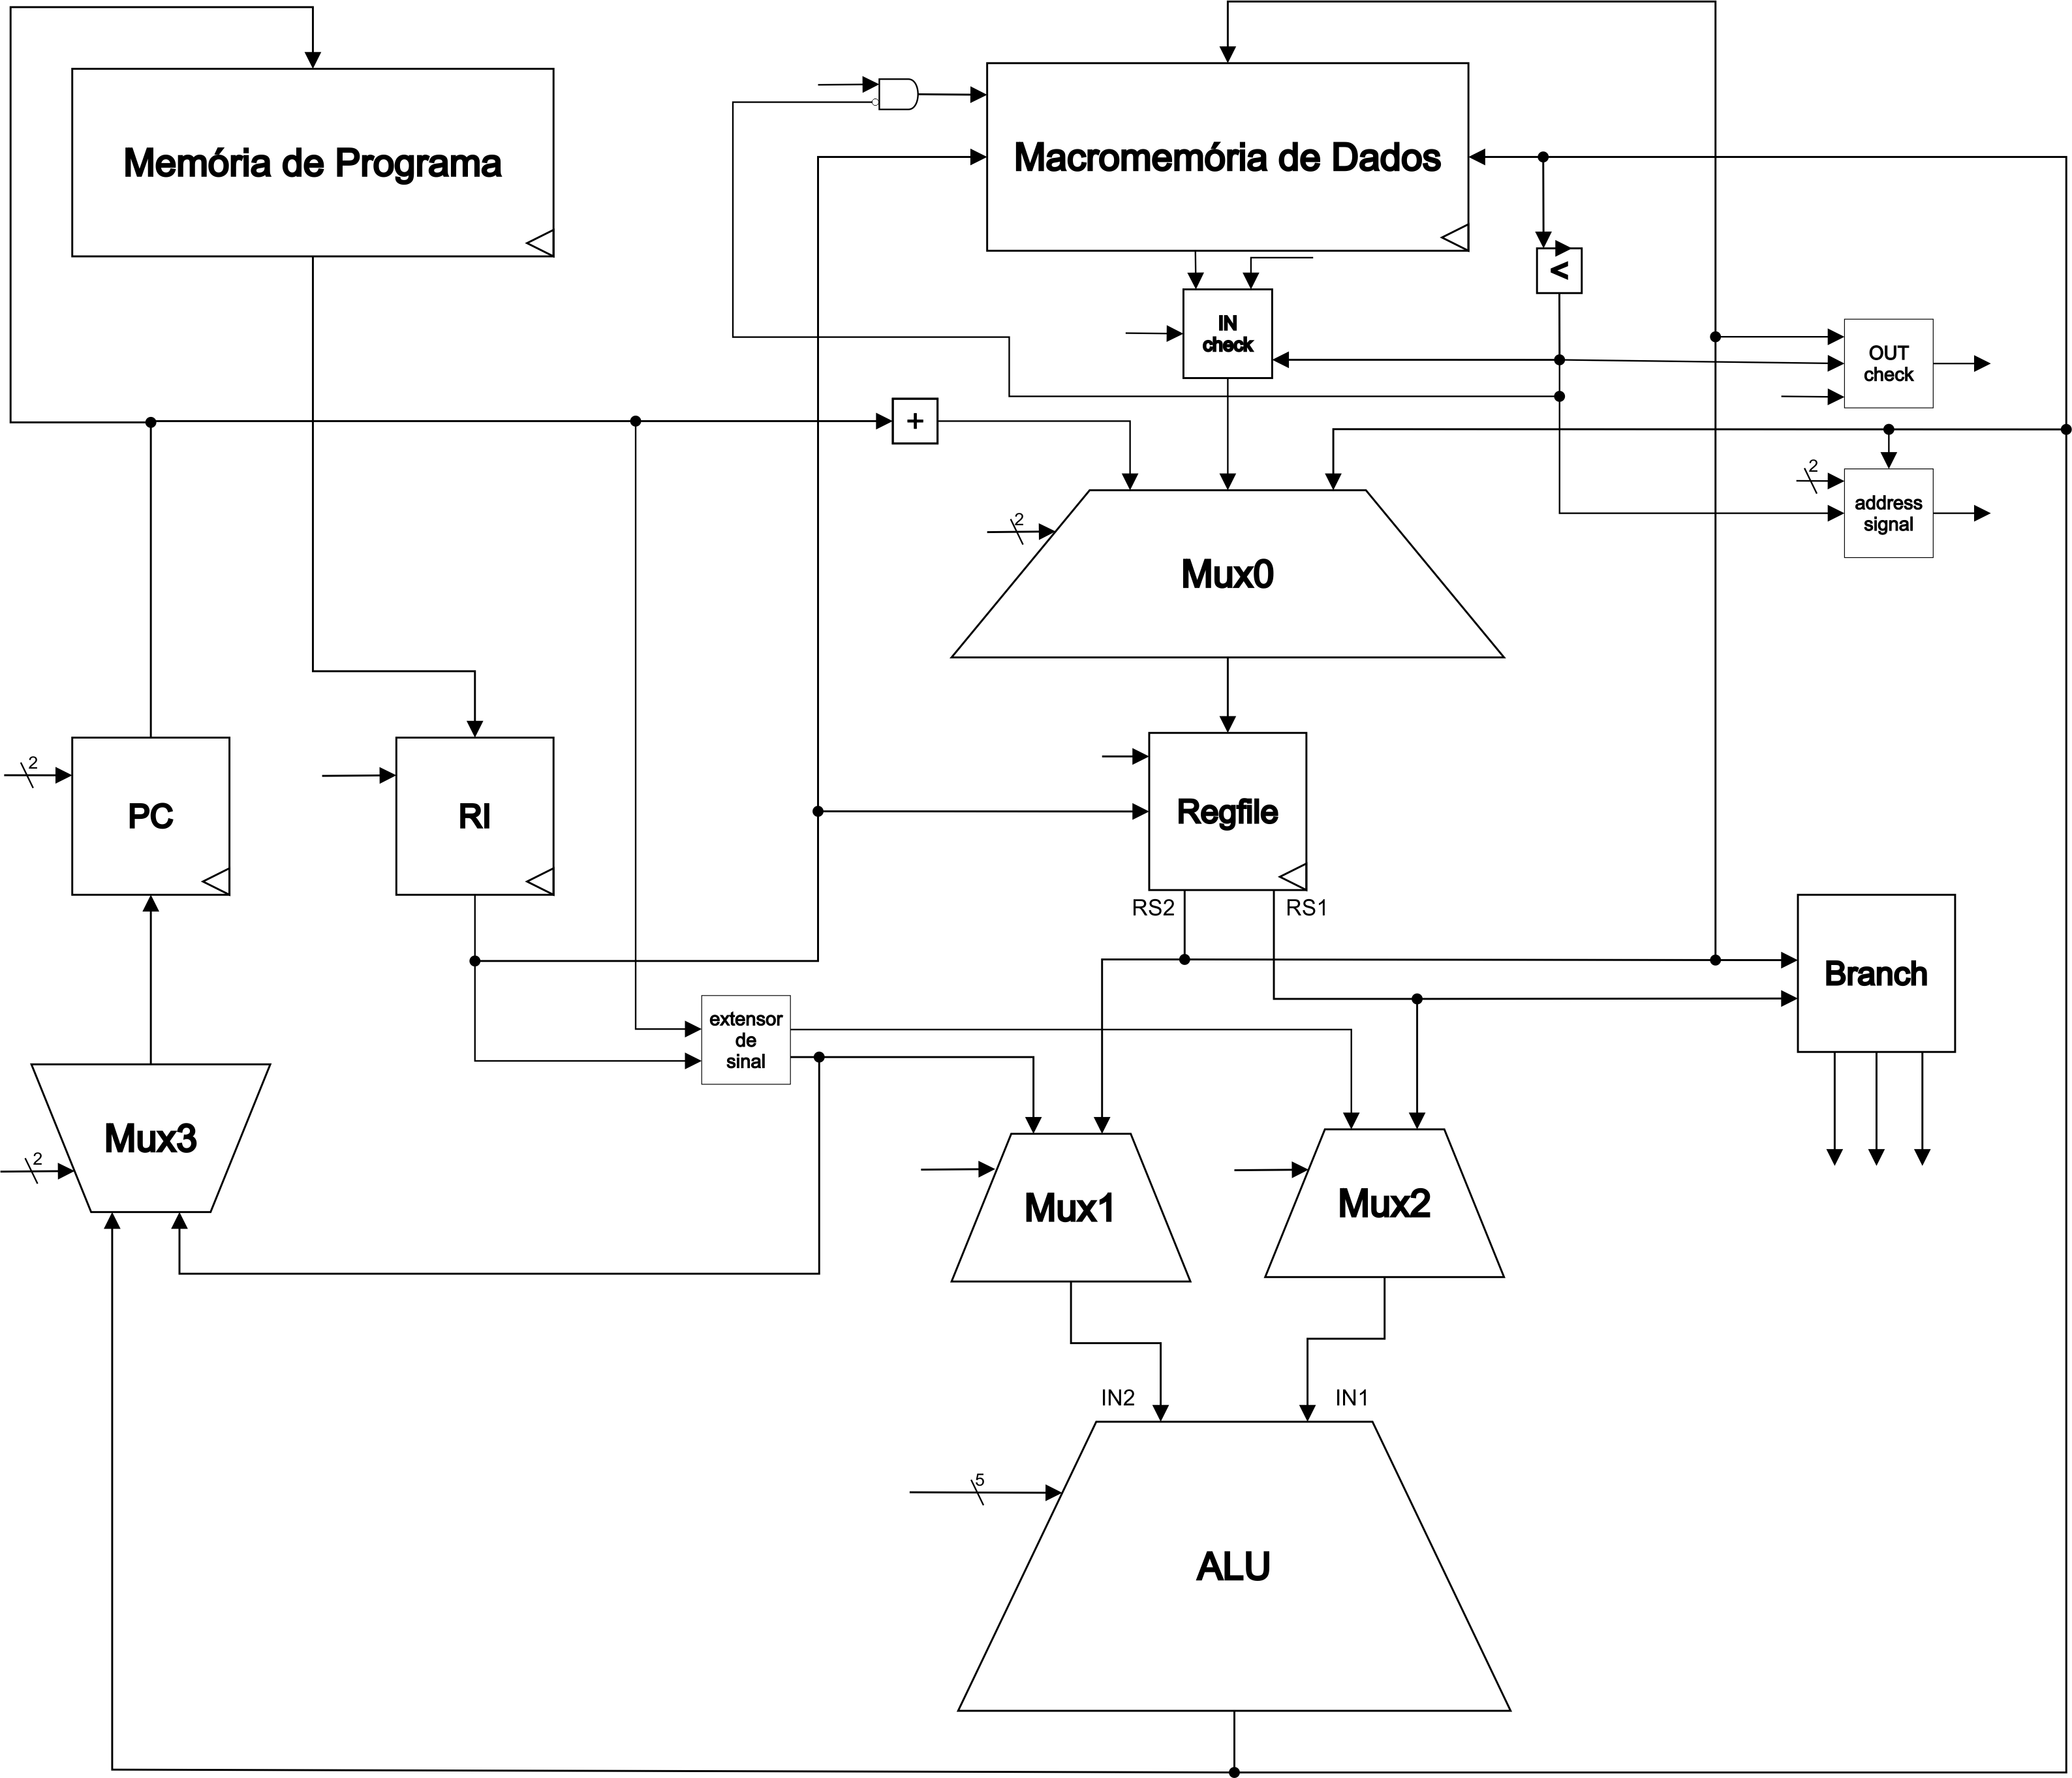 Memória de Programa
Macromemória de Dados
<
IN
check
OUT
check
+
2
address
signal
2
Mux0
2
PC
RI
Regfile
RS2
RS1
Branch
extensor
de
sinal
Mux3
2
Mux1
Mux2
IN2
IN1
5
ALU